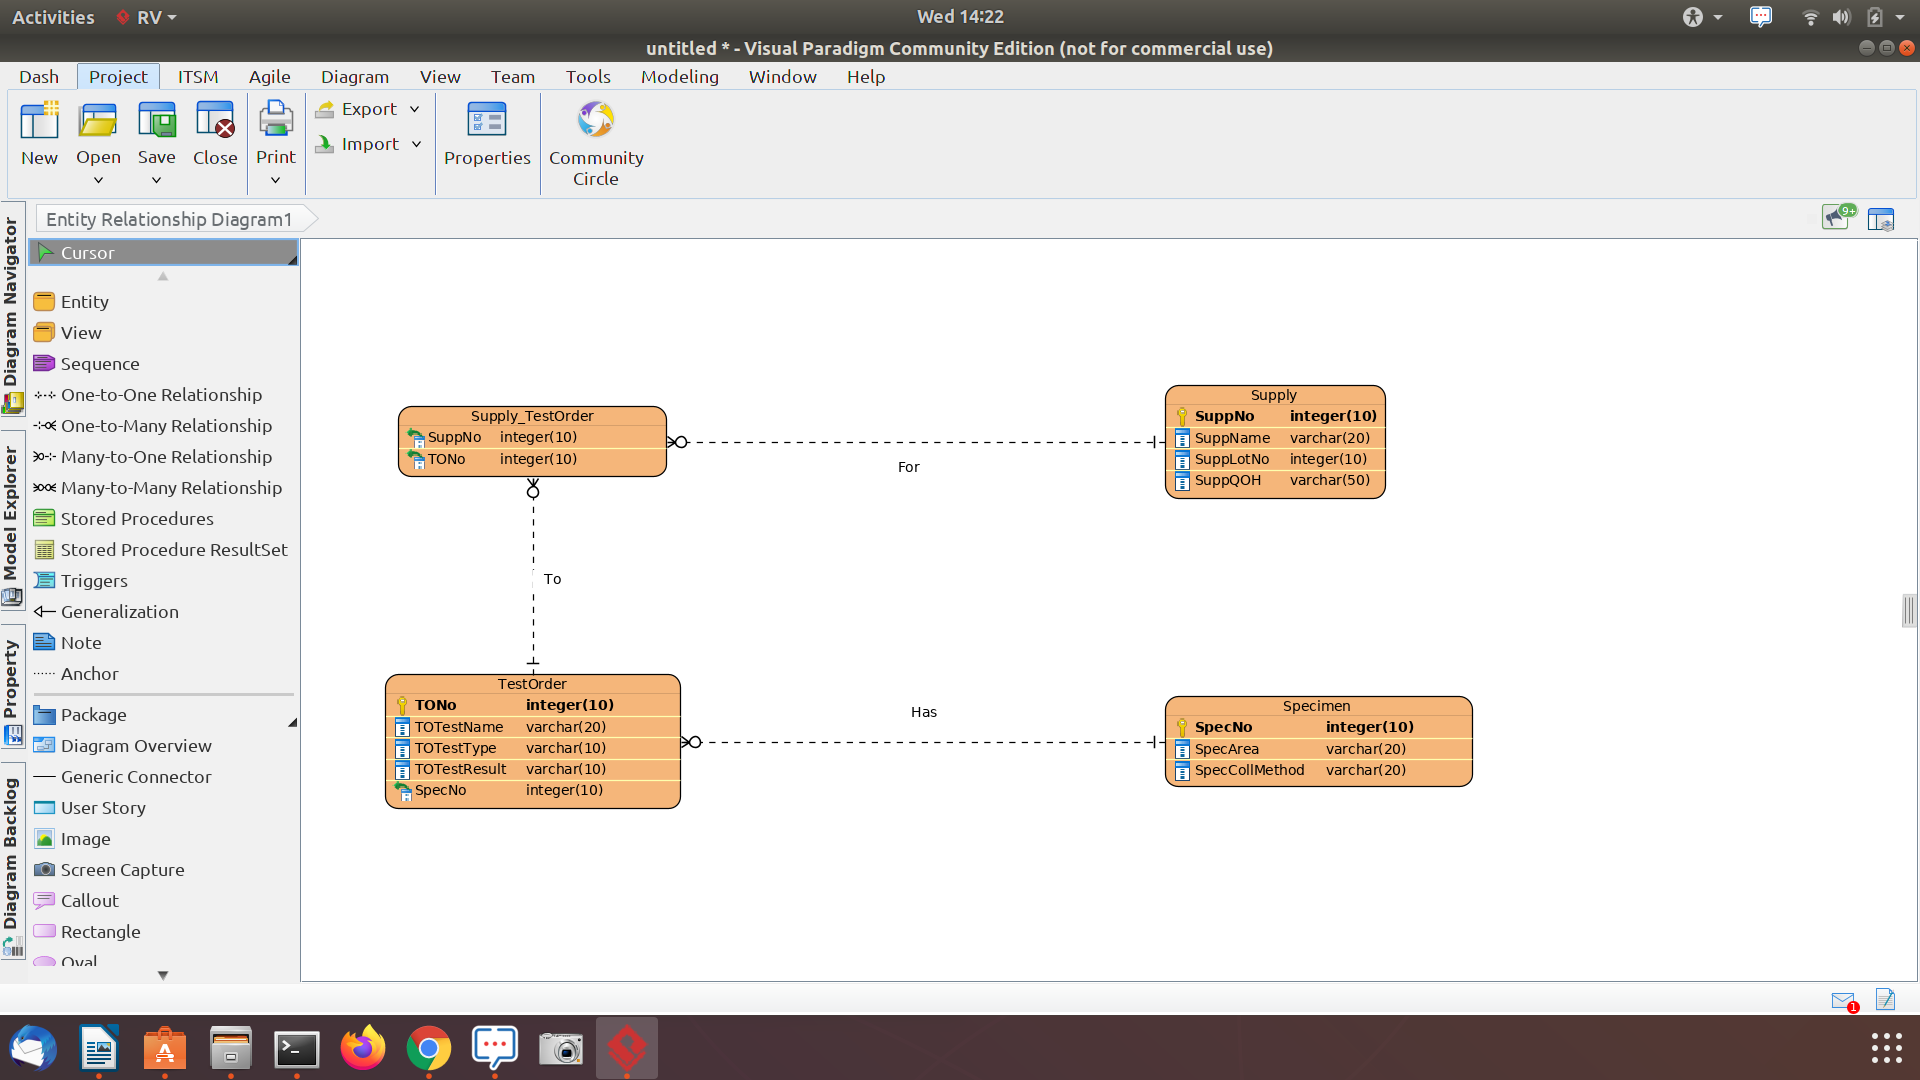 Activities
RV
Wed 14:22
untitled * - Visual Paradigm Community Edition (not for commercial use)
Dash Project ITSM Agile Diagram View Team Tools Modeling Window Help
New Open Save Close Print
Export
Import
Properties
Community
Circle
Entity Relationship Diagram1
9+
Diagram Navigator
Model Explorer
Property
Diagram Backlog
Cursor
Entity
View
Sequence
One-to-One Relationship
One-to-Many Relationship
Many-to-One Relationship
Many-to-Many Relationship
Stored Procedures
Stored Procedure ResultSet
Triggers
Generalization
Note
Anchor
Package
Diagram Overview
Generic Connector
User Story
Image
Screen Capture
Callout
Rectangle
Oval
Supply_TestOrder
SuppNo integer(10)
TONo integer(10)
For
Supply
SuppNo integer(10)
SuppName varchar(20)
SuppLotNo integer(10)
SuppQOH varchar(50)
To
TestOrder
TONo integer(10)
TOTestName varchar(20)
TOTestType varchar(10)
TOTestResult varchar(10)
SpecNo integer(10)
Has
Specimen
SpecNo integer(10)
SpecArea varchar(20)
SpecCollMethod varchar(20)
1